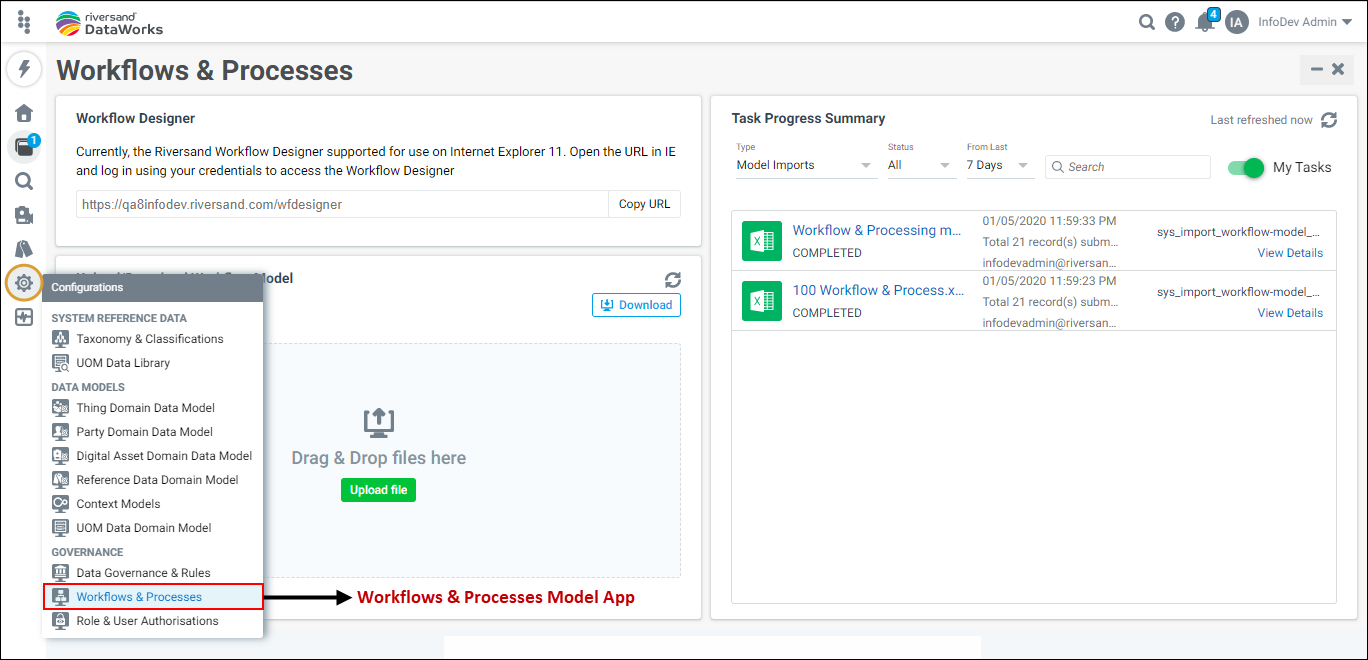 riversand
DataWorks
4
IA
InfoDev Admin
Workflows & Processes
1
Workflow Designer
Currently, the Riversand Workflow Designer supported for use on Internet Explorer 11. Open the URL in IE
and log in using your credentials to access the Workflow Designer
https://qa8infodev.riversand.com/wfdesigner
Copy URL
Model
Download
Drag & Drop files here
Upload file
Configurations
SYSTEM REFERENCE DATA
Taxonomy & Classifications
UOM Data Library
DATA MODELS
Thing Domain Data Model
Party Domain Data Model
Digital Asset Domain Data Model
Reference Data Domain Model
Context Models
UOM Data Domain Model
GOVERNANCE
Data Governance & Rules
Workflows & Processes
Role & User Authorisations
Workflows & Processes Model App
Task Progress Summary
Last refreshed now
Type
Status
From Last
Model Imports
All
7 Days
Search
My Tasks
Workflow & Processing m...
COMPLETED
01/05/2020 11:59:33 PM
Total 21 record(s) subm...
infodevadmin@riversan...
sys_import_workflow-model_...
View Details
100 Workflow & Process.x...
COMPLETED
01/05/2020 11:59:23 PM
Total 21 record(s) subm...
infodevadmin@riversan...
sys_import_workflow-model_...
View Details